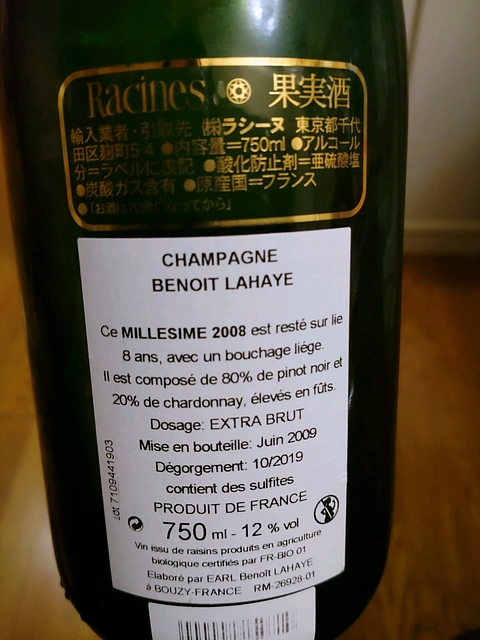 Racines 果実酒
輸入業者・引取先 ㈱ラシーヌ 東京都千代
田区麹町5-4 ●内容量＝750ml ●アルコール
分＝ラベルに表記 ●酸化防止剤＝亜硫酸塩
●炭酸ガス含有 ●原産国＝フランス
●「お酒は20歳になってから」
CHAMPAGNE
BENOIT LAHAYE
Ce MILLESIME 2008 est resté sur lie
8 ans, avec un bouchage liége.
Il est composé de 80% de pinot noir et
20% de chardonnay, élevés en fûts.
Dosage: EXTRA BRUT
Mise en bouteille: Juin 2009
Dégorgement: 10/2019
contient des sulfites
PRODUIT DE FRANCE
750 ml - 12 % vol
Vin issu de raisins produits en agriculture
biologique certifiés par FR-BIO 01
Elaboré par EARL Benoît LAHAYE
à BOUZY-FRANCE RM-26928-01
Lot 7109441903